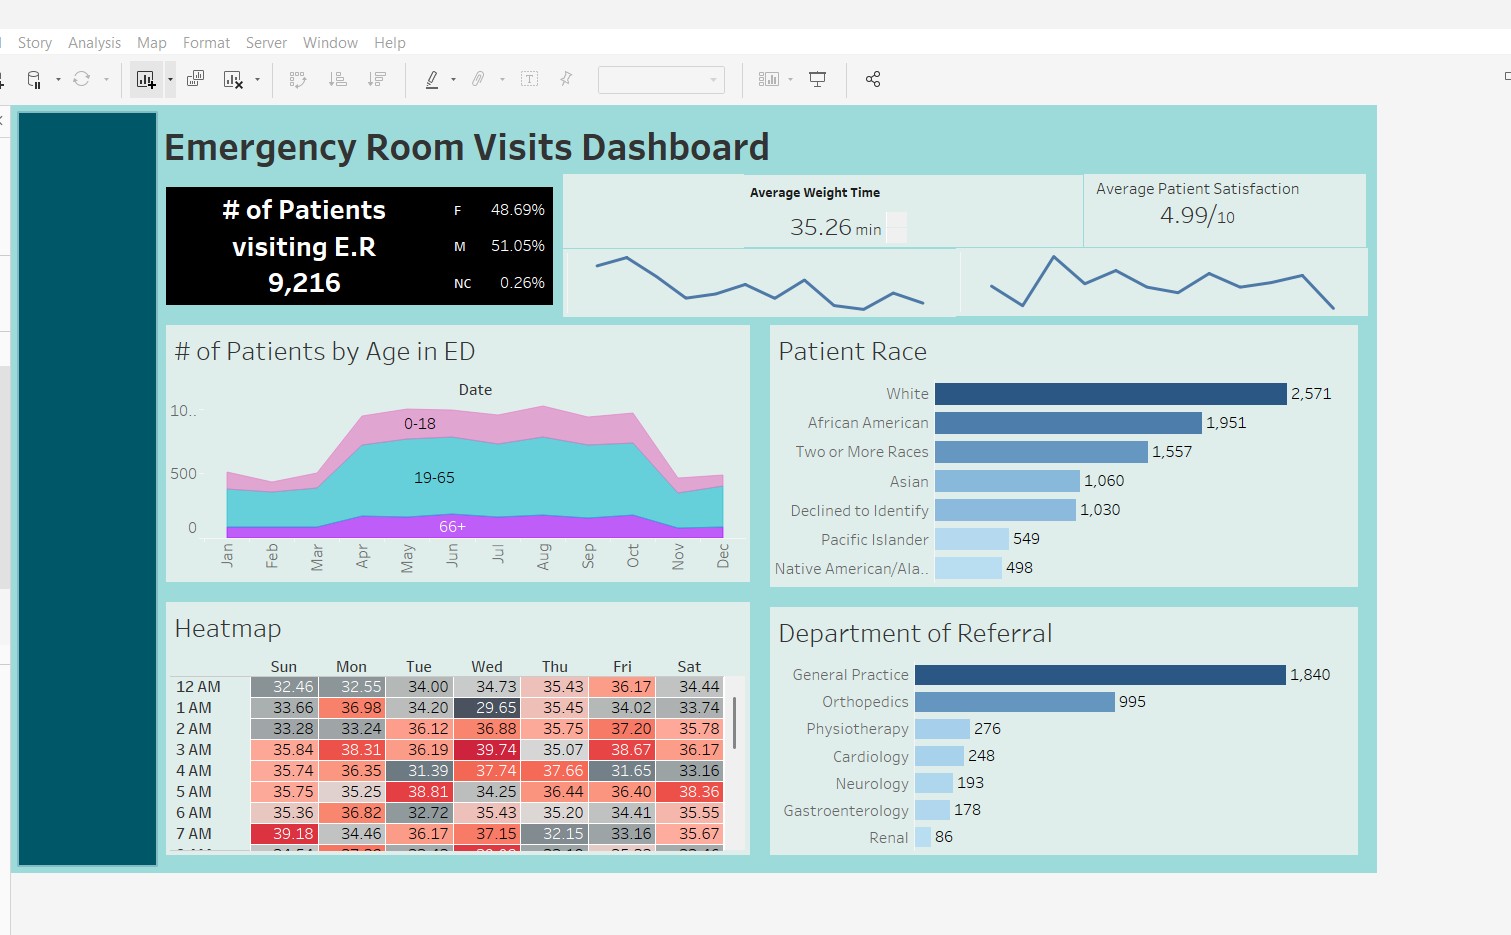 Story Analysis Map Format Server Window Help
Emergency Room Visits Dashboard
# of Patients
visiting E.R
9,216
F 48.69%
M 51.05%
NC 0.26%
Average Weight Time
35.26 min
Average Patient Satisfaction
4.99/10
# of Patients by Age in ED
Date
10..
500
0
0-18
19-65
66+
Jan Feb Mar Apr May Jun Jul Aug Sep Oct Nov Dec
Patient Race
White 2,571
African American 1,951
Two or More Races 1,557
Asian 1,060
Declined to Identify 1,030
Pacific Islander 549
Native American/Ala.. 498
Heatmap
Sun Mon Tue Wed Thu Fri Sat
12 AM 32.46 32.55 34.00 34.73 35.43 36.17 34.44
1 AM 33.66 36.98 34.20 29.65 35.45 34.02 33.74
2 AM 33.28 33.24 36.12 36.88 35.75 37.20 35.78
3 AM 35.84 38.31 36.19 39.74 35.07 38.67 36.17
4 AM 35.74 36.35 31.39 37.74 37.66 31.65 33.16
5 AM 35.75 35.25 38.81 34.25 36.44 36.40 38.36
6 AM 35.36 36.82 32.72 35.43 35.20 34.41 35.55
7 AM 39.18 34.46 36.17 37.15 32.15 33.16 35.67
Department of Referral
General Practice 1,840
Orthopedics 995
Physiotherapy 276
Cardiology 248
Neurology 193
Gastroenterology 178
Renal 86